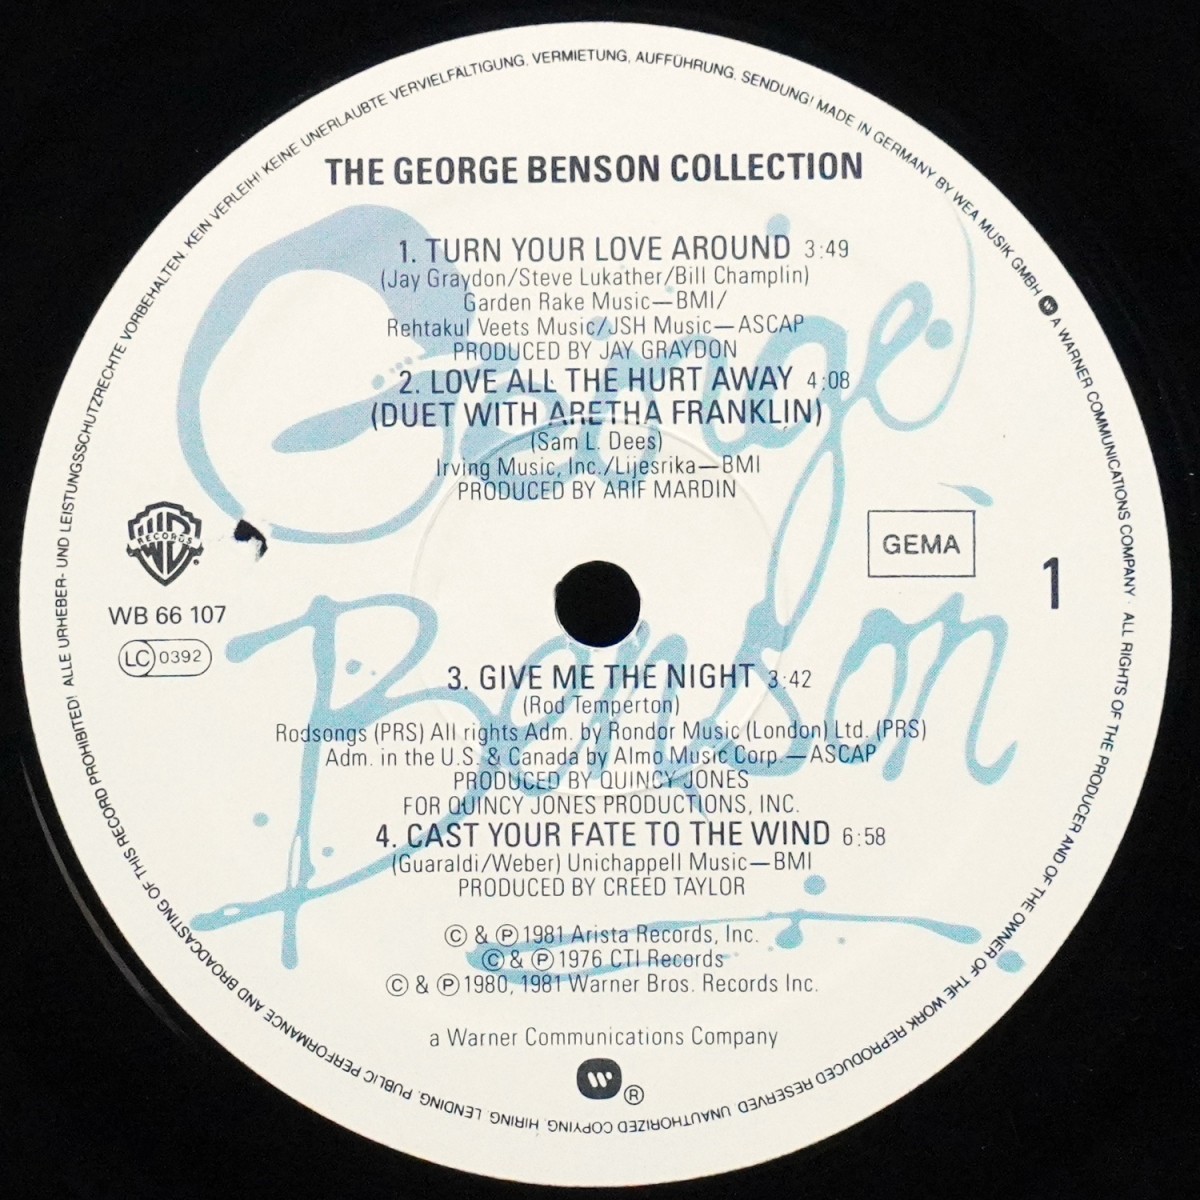 THE GEORGE BENSON COLLECTION
1. TURN YOUR LOVE AROUND 3:49
(Jay Graydon/Steve Lukather/Bill Champlin)
Garden Rake Music—BMI/
Rehtakul Veets Music/JSH Music—ASCAP
PRODUCED BY JAY GRAYDON
2. LOVE ALL THE HURT AWAY 4:08
(DUET WITH ARETHA FRANKLIN)
(Sam L. Dees)
Irving Music, Inc./Lijesrika—BMI
PRODUCED BY ARIF MARDIN
WB RECORDS
WB 66 107
LC 0392
GEMA
1
George Benson
3. GIVE ME THE NIGHT 3:42
(Rod Temperton)
Rodsongs (PRS) All rights Adm. by Rondor Music (London) Ltd. (PRS)
Adm. in the U.S. & Canada by Almo Music Corp.—ASCAP
PRODUCED BY QUINCY JONES
FOR QUINCY JONES PRODUCTIONS, INC.
4. CAST YOUR FATE TO THE WIND 6:58
(Guaraldi/Weber) Unichappell Music—BMI
PRODUCED BY CREED TAYLOR
© & ℗ 1981 Arista Records, Inc.
© & ℗ 1976 CTI Records
© & ℗ 1980, 1981 Warner Bros. Records Inc.
a Warner Communications Company
W ®
ALLE URHEBER- UND LEISTUNGSSCHUTZRECHTE VORBEHALTEN. KEIN VERLEIH! KEINE UNERLAUBTE VERVIELFÄLTIGUNG, VERMIETUNG, AUFFÜHRUNG, SENDUNG! MADE IN GERMANY BY WEA MUSIK GMBH W A WARNER COMMUNICATIONS COMPANY · ALL RIGHTS OF THE PRODUCER AND OF THE OWNER OF THE WORK REPRODUCED RESERVED. UNAUTHORIZED COPYING, HIRING, LENDING, PUBLIC PERFORMANCE AND BROADCASTING OF THIS RECORD PROHIBITED!